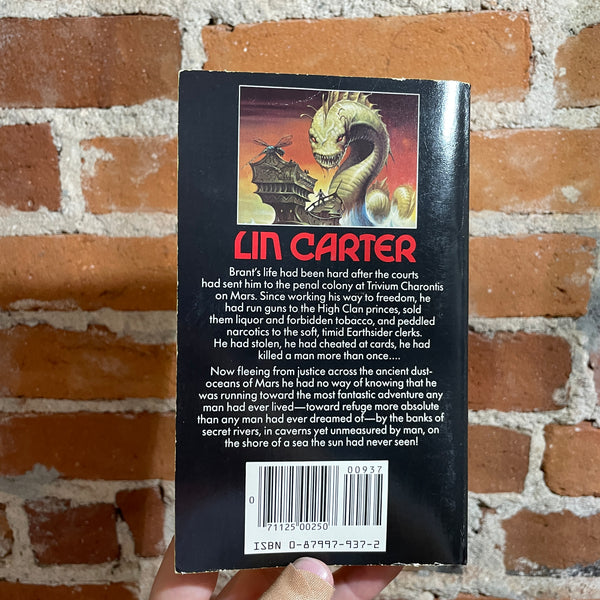 LIN CARTER
Brant's life had been hard after the courts
had sent him to the penal colony at Trivium Charontis
on Mars. Since working his way to freedom, he
had run guns to the High Clan princes, sold
them liquor and forbidden tobacco, and peddled
narcotics to the soft, timid Earthsider clerks.
He had stolen, he had cheated at cards, he had
killed a man more than once....
Now fleeing from justice across the ancient dust-
oceans of Mars he had no way of knowing that he
was running toward the most fantastic adventure any
man had ever lived—toward refuge more absolute
than any man had ever dreamed of—by the banks of
secret rivers, in caverns yet unmeasured by man, on
the shore of a sea the sun had never seen!
00937
0
71125 00250
ISBN 0-87997-937-2